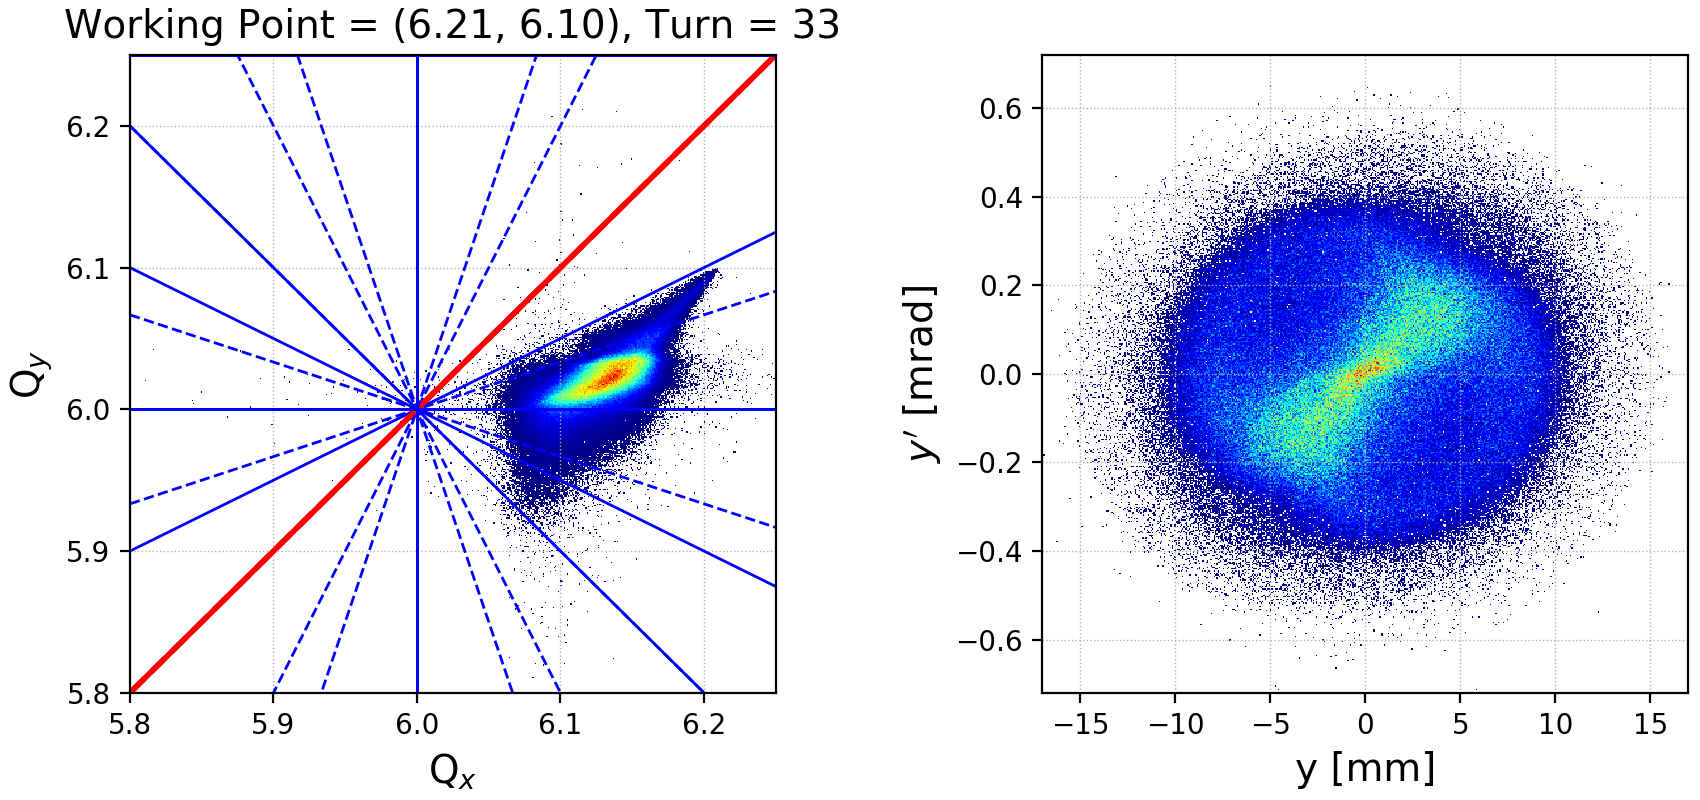 Working Point = (6.21, 6.10), Turn = 33
6.2
6.1
6.0
5.9
5.8
Q_y
5.8 5.9 6.0 6.1 6.2
Q_x
0.6
0.4
0.2
0.0
−0.2
−0.4
−0.6
y′ [mrad]
−15 −10 −5 0 5 10 15
y [mm]